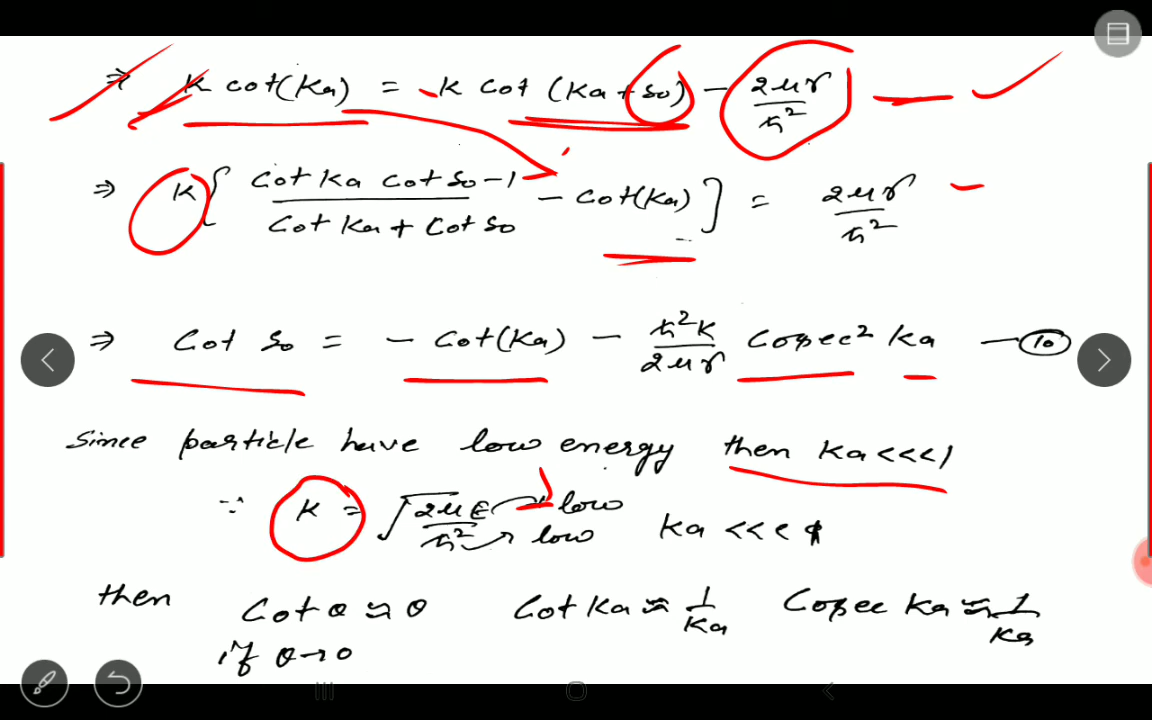 ⇒ K cot(Ka) = K cot (Ka + δ₀) − 2μγ/ħ²
⇒ K [ (Cot Ka Cot δ₀ − 1)/(Cot Ka + Cot δ₀) − Cot(Ka) ] = 2μγ/ħ²
⇒ Cot δ₀ = − Cot(Ka) − ħ²K/2μγ Cosec² Ka — ⑩
Since particle have low energy then Ka <<< 1
∵ K = √(2μE/ħ²) → low → low Ka <<< 1
then Cot θ ≈ θ Cot Ka ≈ 1/Ka Cosec Ka ≈ 1/Ka
if θ → 0